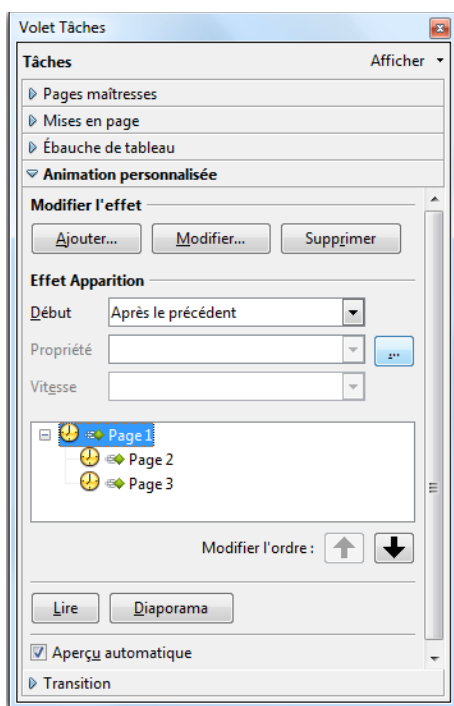 Volet Tâches
Tâches Afficher
Pages maîtresses
Mises en page
Ébauche de tableau
Animation personnalisée
Modifier l'effet
Ajouter... Modifier... Supprimer
Effet Apparition
Début Après le précédent
Propriété ...
Vitesse
Page 1
Page 2
Page 3
Modifier l'ordre :
Lire Diaporama
Aperçu automatique
Transition